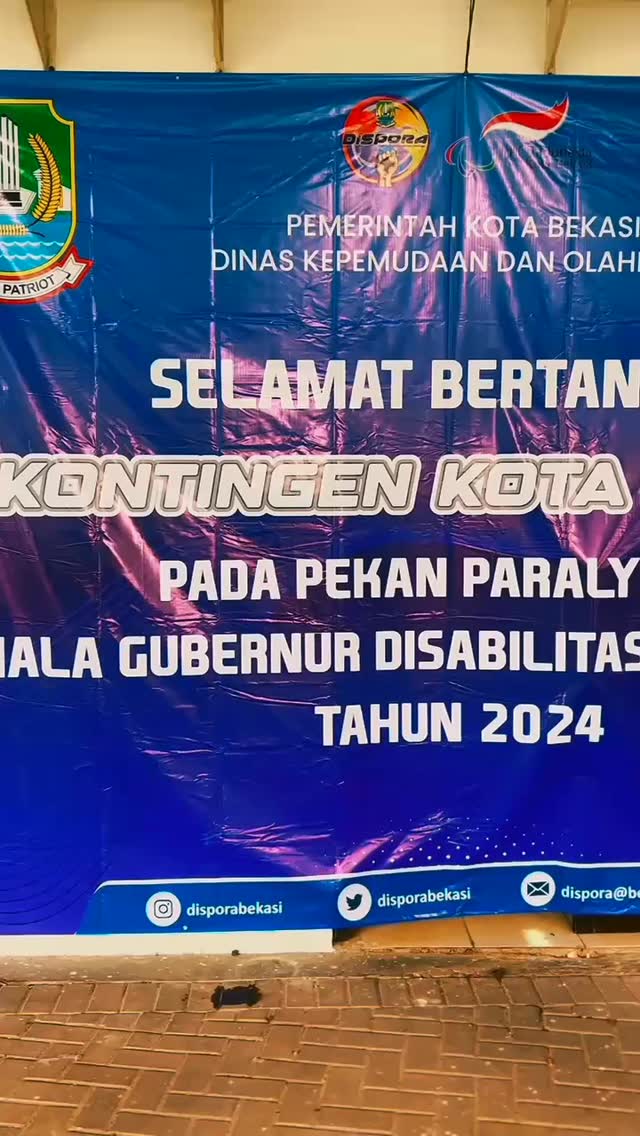 PATRIOT
DISPORA
PEMERINTAH KOTA BEKASI
DINAS KEPEMUDAAN DAN OLAH
SELAMAT BERTAN
KONTINGEN KOTA
PADA PEKAN PARALY
IALA GUBERNUR DISABILITAS
TAHUN 2024
disporabekasi
disporabekasi
dispora@be